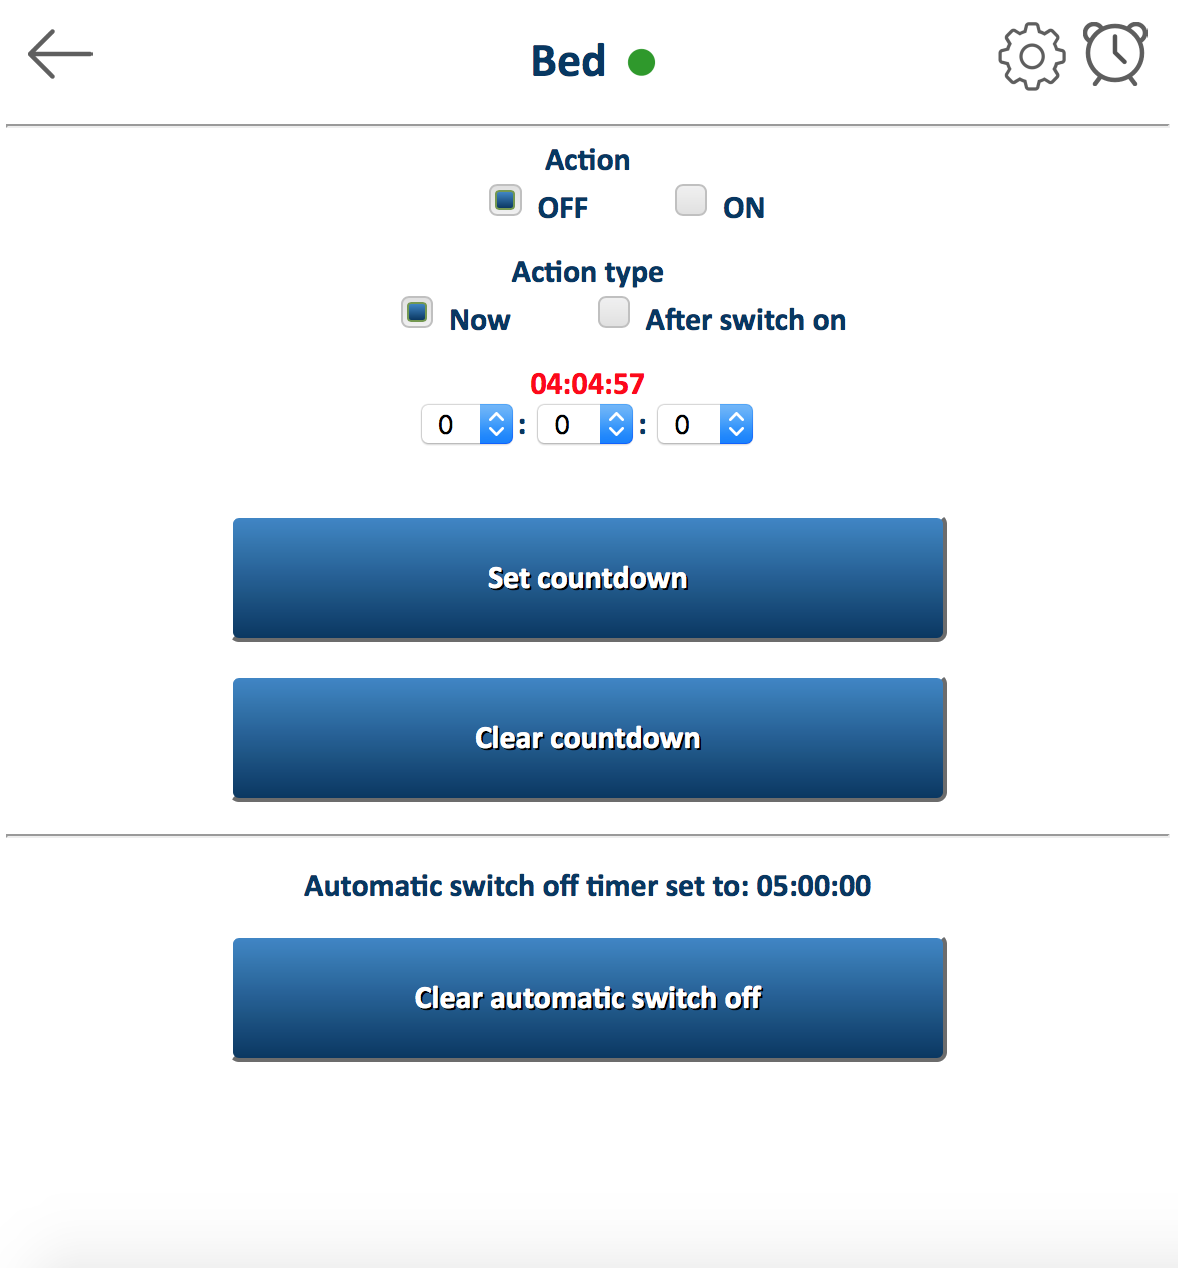 Bed
Action
OFF ON
Action type
Now After switch on
04:04:57
0 : 0 : 0
Set countdown
Clear countdown
Automatic switch off timer set to: 05:00:00
Clear automatic switch off